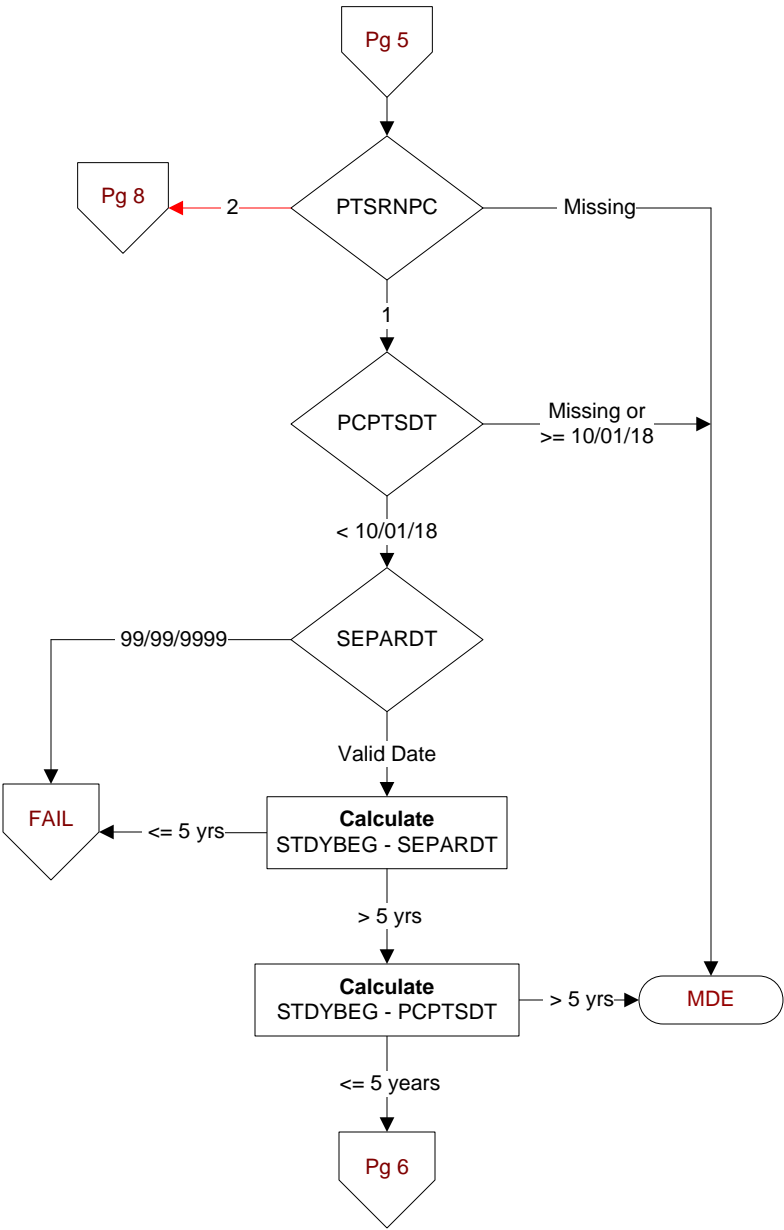 Pg 5
PTSRNPC
2
Missing
Pg 8
1
PCPTSDT
Missing or
>= 10/01/18
< 10/01/18
SEPARDT
99/99/9999
Valid Date
FAIL
<= 5 yrs
Calculate
STDYBEG - SEPARDT
> 5 yrs
Calculate
STDYBEG - PCPTSDT
> 5 yrs
MDE
<= 5 years
Pg 6